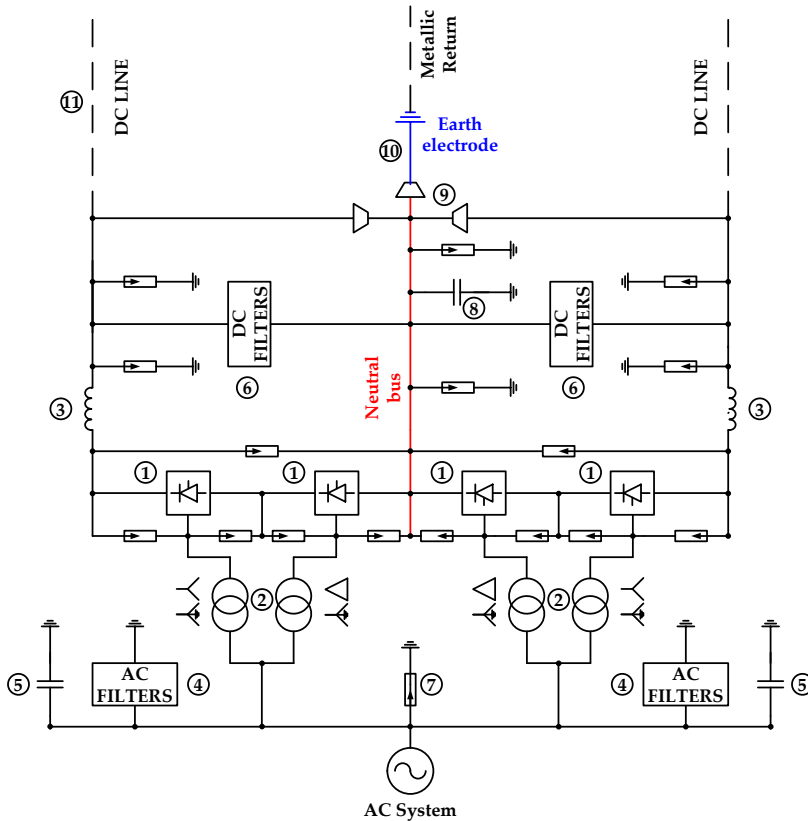 DC LINE
Metallic
Return
DC LINE
11
Earth
electrode
10
9
8
DC
FILTERS
DC
FILTERS
6
6
Neutral
bus
3
3
1
1
1
1
2
2
5
AC
FILTERS
4
7
4
AC
FILTERS
5
AC System